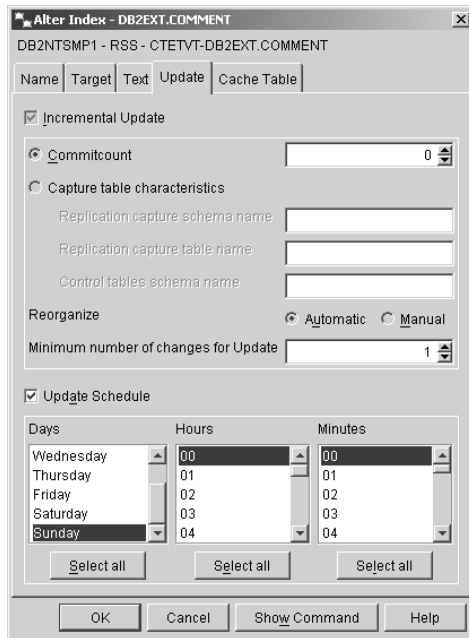 Alter Index - DB2EXT.COMMENT
DB2NTSMP1 - RSS - CTETVT-DB2EXT.COMMENT
Name Target Text Update Cache Table
Incremental Update
Commitcount 0
Capture table characteristics
Replication capture schema name
Replication capture table name
Control tables schema name
Reorganize Automatic Manual
Minimum number of changes for Update 1
Update Schedule
Days Hours Minutes
Wednesday 00 00
Thursday 01 01
Friday 02 02
Saturday 03 03
Sunday 04 04
Select all Select all Select all
OK Cancel Show Command Help